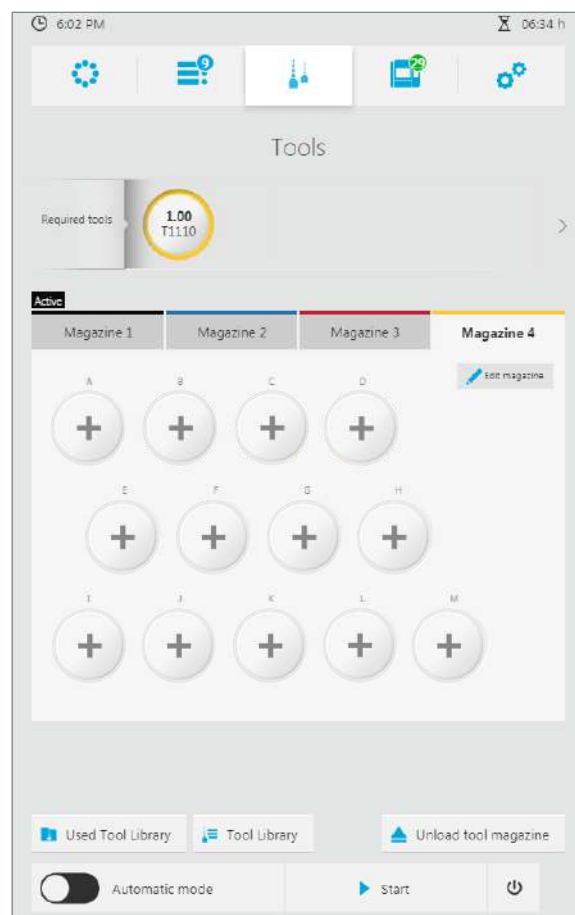 6:02 PM
06:34 h
9
29
Tools
Required tools
1.00
T1110
Active
Magazine 1
Magazine 2
Magazine 3
Magazine 4
Edit magazine
A B C D
E F G H
I J K L M
Used Tool Library
Tool Library
Unload tool magazine
Automatic mode
Start